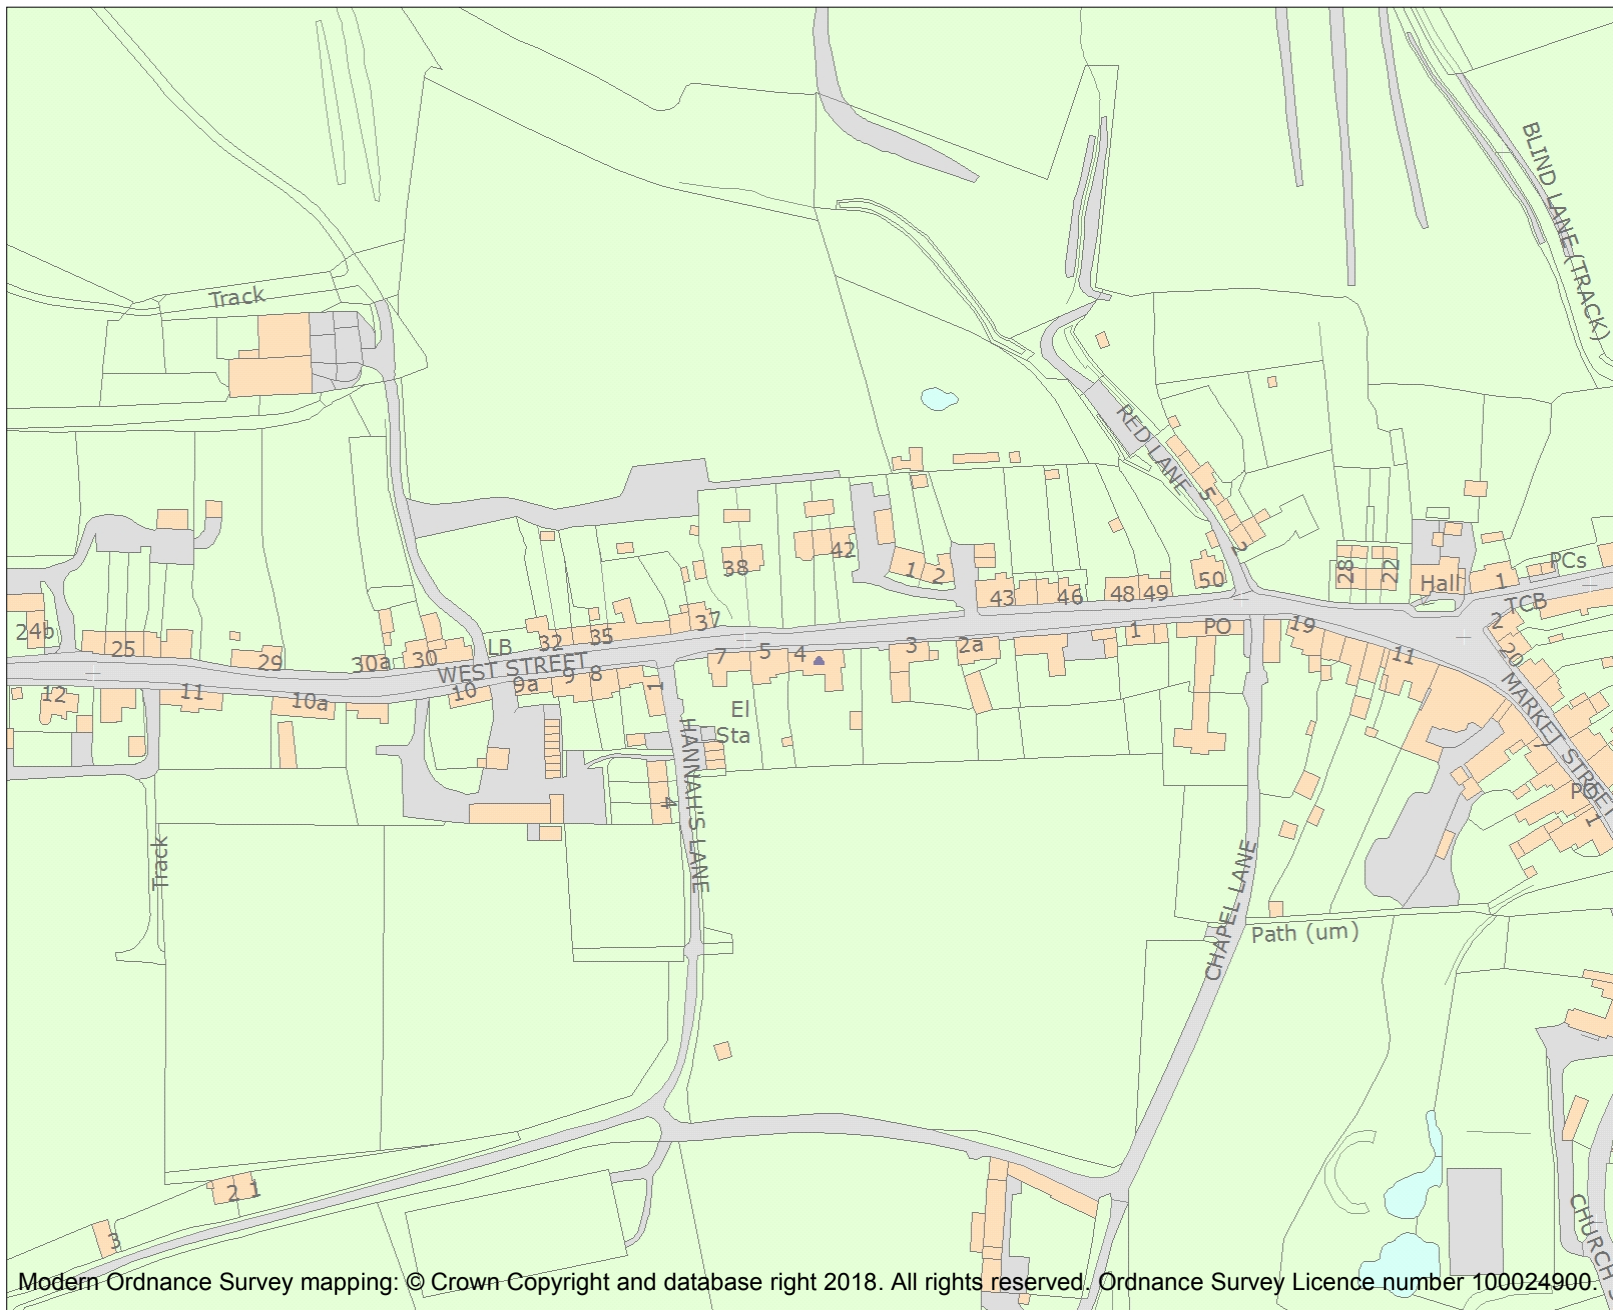 BLIND LANE (TRACK)
Track
RED LANE
5
2
42
38
1
2
43
46
48
49
50
28
22
Hall
1
PCs
TCB
2
24b
25
29
30a
30
LB
32
35
37
WEST STREET
7
5
4
3
2a
1
PO
19
11
20
12
11
10a
10
9a
9
8
1
El
Sta
HANNAH'S LANE
4
MARKET STREET
7
PO
1
Track
CHAPEL LANE
Path (um)
2
1
3
CHURCH S
Modern Ordnance Survey mapping: © Crown Copyright and database right 2018. All rights reserved. Ordnance Survey Licence number 100024900.